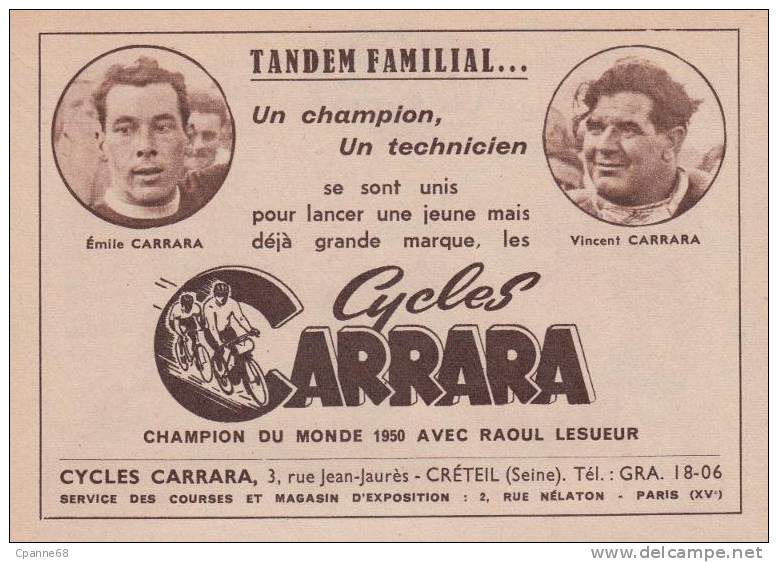 TANDEM FAMILIAL...
Un champion,
Un technicien
se sont unis
pour lancer une jeune mais
déjà grande marque, les
Émile CARRARA
Vincent CARRARA
Cycles
CARRARA
CHAMPION DU MONDE 1950 AVEC RAOUL LESUEUR
CYCLES CARRARA, 3, rue Jean-Jaurès - CRÉTEIL (Seine). Tél. : GRA. 18-06
SERVICE DES COURSES ET MAGASIN D'EXPOSITION : 2, RUE NÉLATON - PARIS (XVᵉ)
Cpanne68
delcampe.net